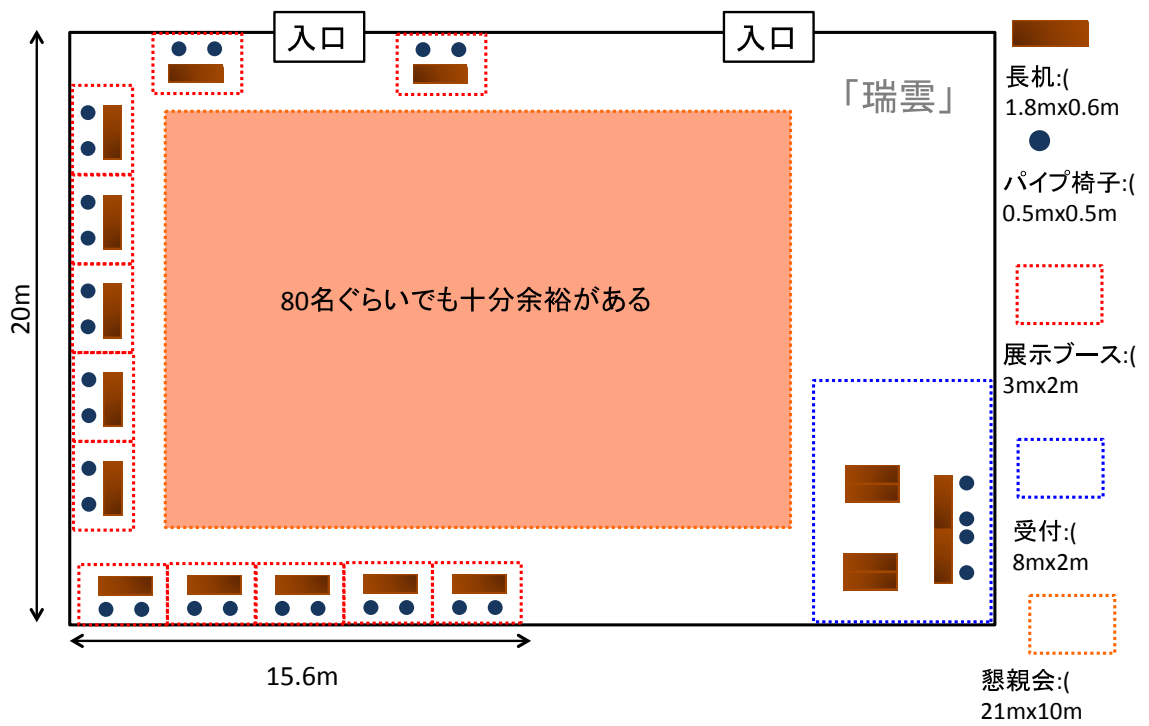 入口
入口
「瑞雲」
20m
80名ぐらいでも十分余裕がある
15.6m
長机:(
1.8mx0.6m
パイプ椅子:(
0.5mx0.5m
展示ブース:(
3mx2m
受付:(
8mx2m
懇親会:(
21mx10m